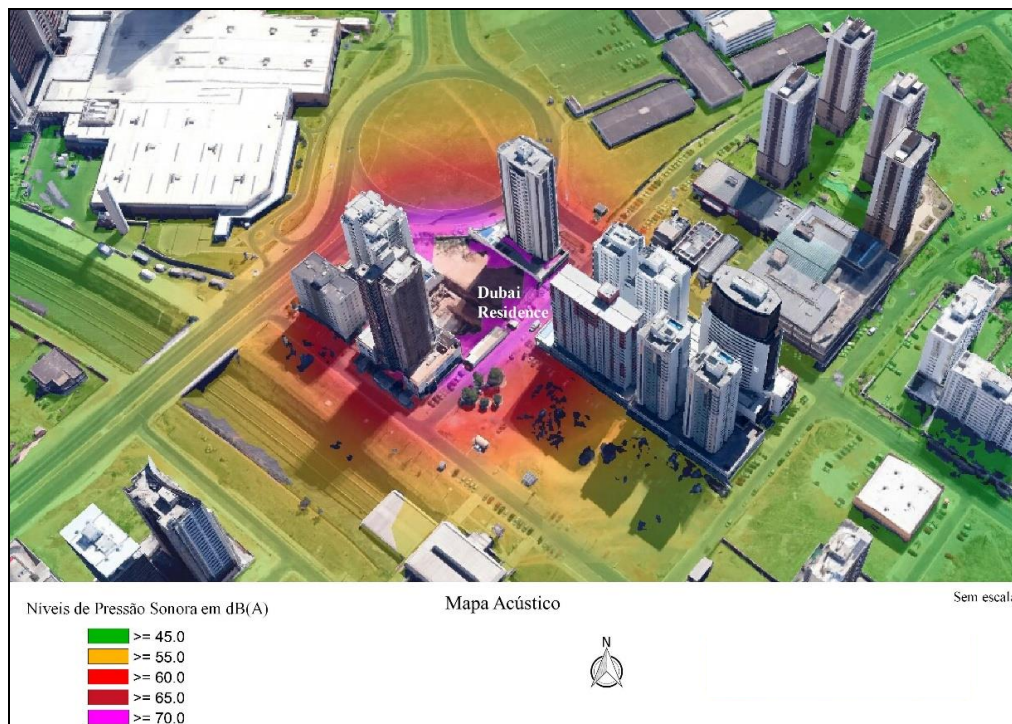 Dubai
Residence
Níveis de Pressão Sonora em dB(A)
>= 45.0
>= 55.0
>= 60.0
>= 65.0
>= 70.0
Mapa Acústico
N
Sem escala